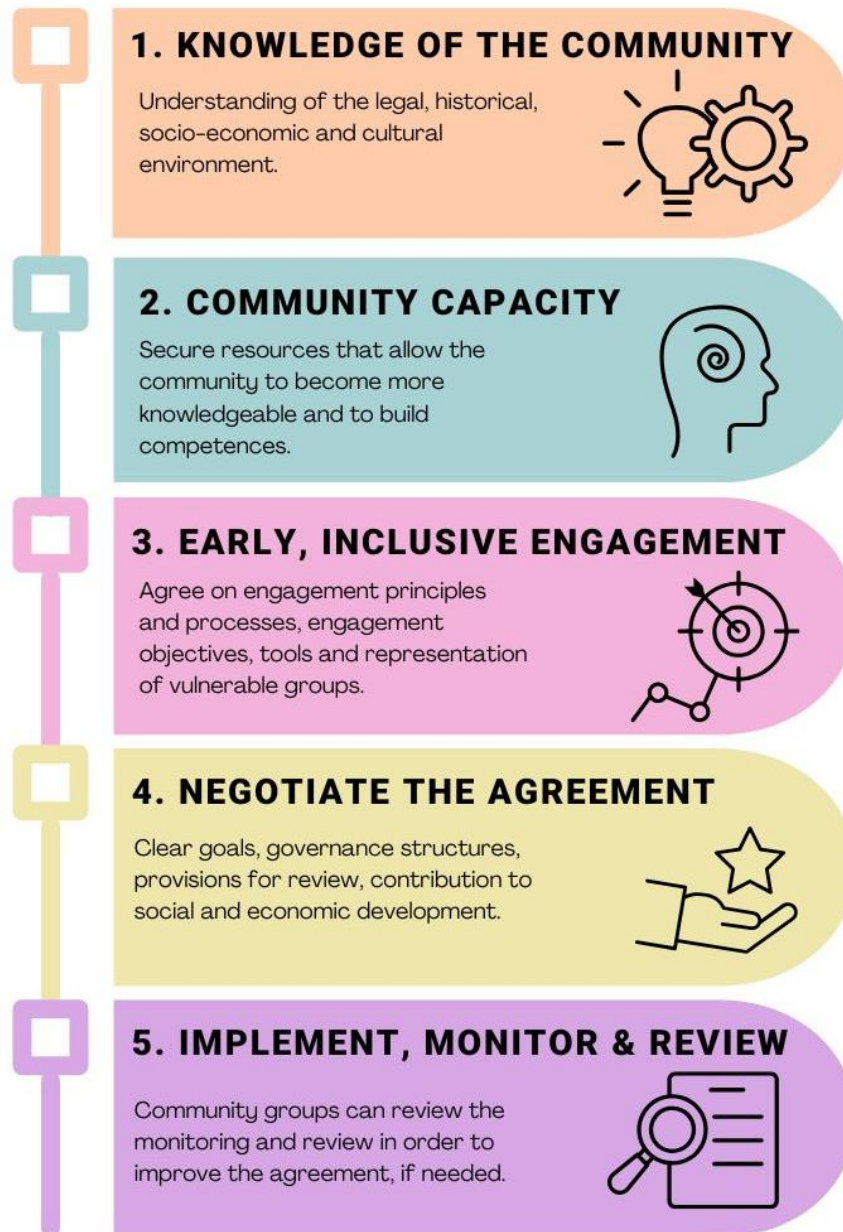 1. KNOWLEDGE OF THE COMMUNITY
Understanding of the legal, historical,
socio-economic and cultural
environment.
2. COMMUNITY CAPACITY
Secure resources that allow the
community to become more
knowledgeable and to build
competences.
3. EARLY, INCLUSIVE ENGAGEMENT
Agree on engagement principles
and processes, engagement
objectives, tools and representation
of vulnerable groups.
4. NEGOTIATE THE AGREEMENT
Clear goals, governance structures,
provisions for review, contribution to
social and economic development.
5. IMPLEMENT, MONITOR & REVIEW
Community groups can review the
monitoring and review in order to
improve the agreement, if needed.